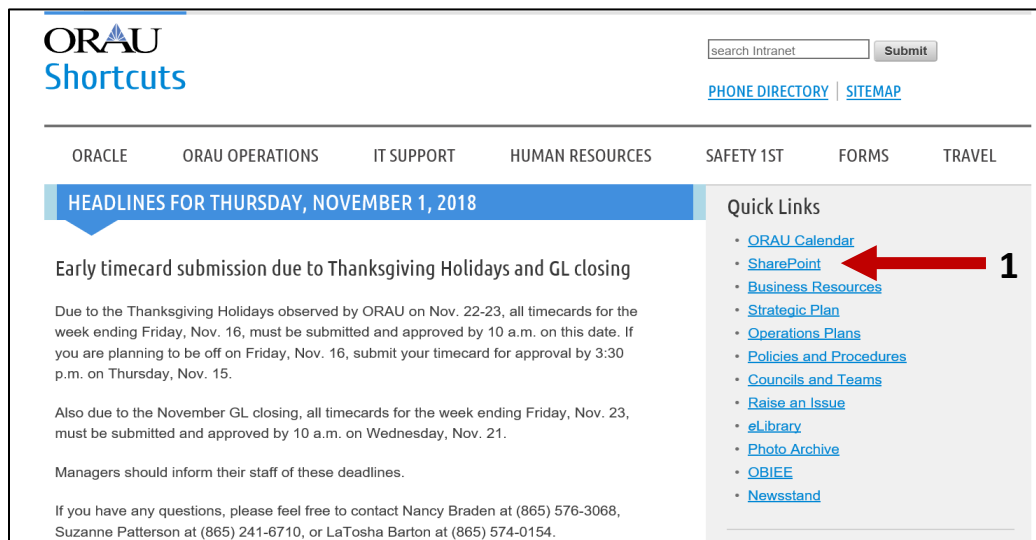 ORAU
Shortcuts
search Intranet
Submit
PHONE DIRECTORY
SITEMAP
ORACLE
ORAU OPERATIONS
IT SUPPORT
HUMAN RESOURCES
SAFETY 1ST
FORMS
TRAVEL
HEADLINES FOR THURSDAY, NOVEMBER 1, 2018
Early timecard submission due to Thanksgiving Holidays and GL closing
Due to the Thanksgiving Holidays observed by ORAU on Nov. 22-23, all timecards for the
week ending Friday, Nov. 16, must be submitted and approved by 10 a.m. on this date. If
you are planning to be off on Friday, Nov. 16, submit your timecard for approval by 3:30
p.m. on Thursday, Nov. 15.
Also due to the November GL closing, all timecards for the week ending Friday, Nov. 23,
must be submitted and approved by 10 a.m. on Wednesday, Nov. 21.
Managers should inform their staff of these deadlines.
If you have any questions, please feel free to contact Nancy Braden at (865) 576-3068,
Suzanne Patterson at (865) 241-6710, or LaTosha Barton at (865) 574-0154.
Quick Links
• ORAU Calendar
• SharePoint
1
• Business Resources
• Strategic Plan
• Operations Plans
• Policies and Procedures
• Councils and Teams
• Raise an Issue
• eLibrary
• Photo Archive
• OBIEE
• Newsstand